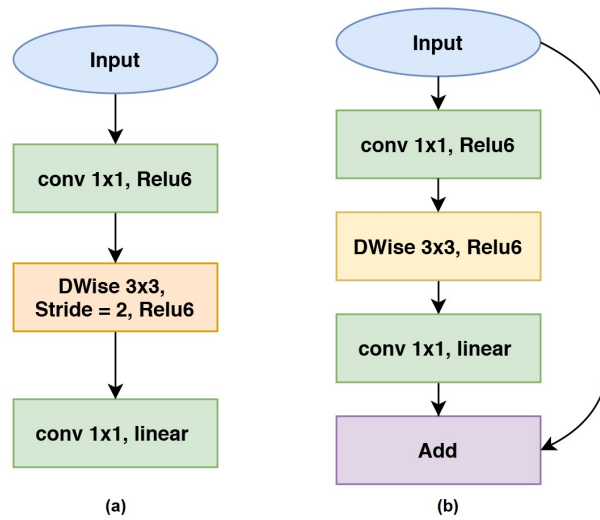 Input
conv 1x1, Relu6
DWise 3x3,
Stride = 2, Relu6
conv 1x1, linear
(a)
Input
conv 1x1, Relu6
DWise 3x3, Relu6
conv 1x1, linear
Add
(b)